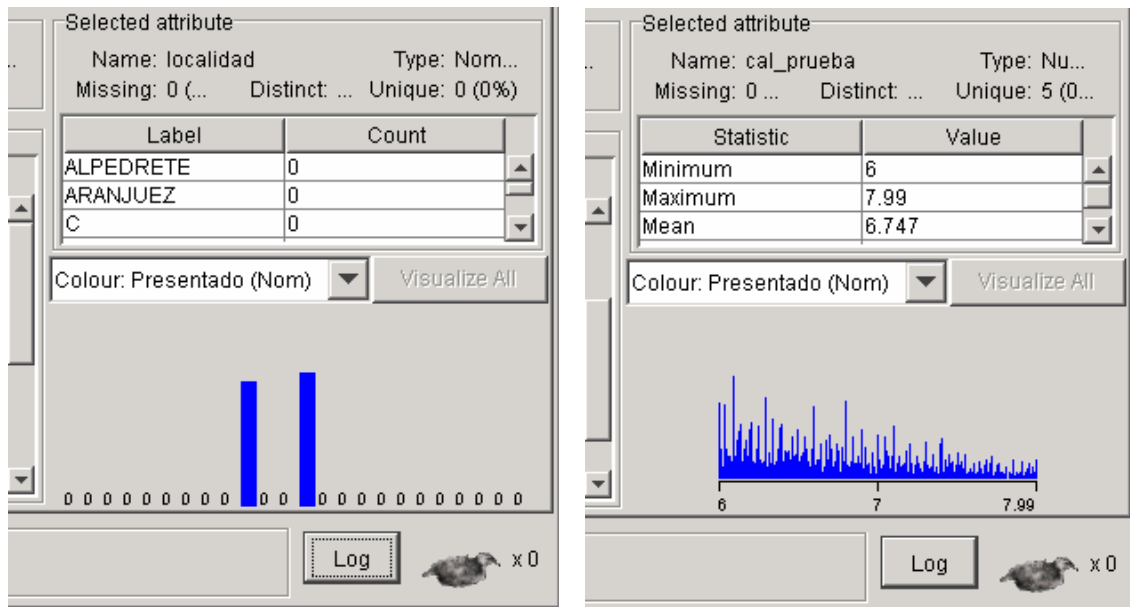 Selected attribute
Name: localidad Type: Nom...
Missing: 0 (... Distinct: ... Unique: 0 (0%)
Label Count
ALPEDRETE 0
ARANJUEZ 0
C 0
Colour: Presentado (Nom) Visualize All
0 0 0 0 0 0 0 0 0 0 0 0 0 0 0 0 0 0 0 0 0 0
Log x 0
Selected attribute
Name: cal_prueba Type: Nu...
Missing: 0 ... Distinct: ... Unique: 5 (0...
Statistic Value
Minimum 6
Maximum 7.99
Mean 6.747
Colour: Presentado (Nom) Visualize All
6 7 7.99
Log x 0